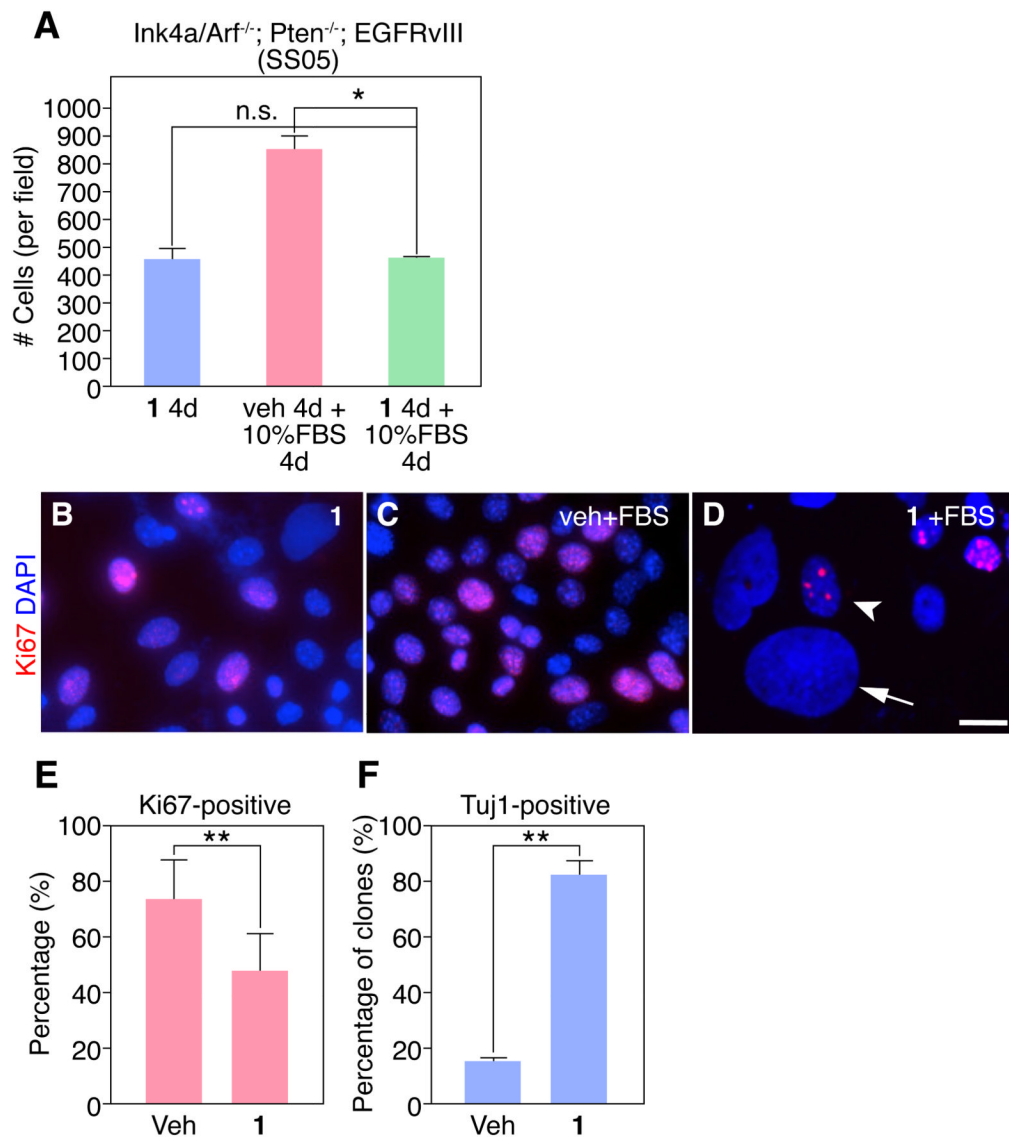 A
Ink4a/Arf-/-; Pten-/-; EGFRvIII
(SS05)
# Cells (per field)
1000
900
800
700
600
500
400
300
200
100
0
n.s.
*
1 4d
veh 4d +
10%FBS
4d
1 4d +
10%FBS
4d
Ki67 DAPI
B
1
C
veh+FBS
D
1 +FBS
E
Ki67-positive
Percentage (%)
100
80
60
40
20
0
**
Veh
1
F
Tuj1-positive
Percentage of clones (%)
100
80
60
40
20
0
**
Veh
1